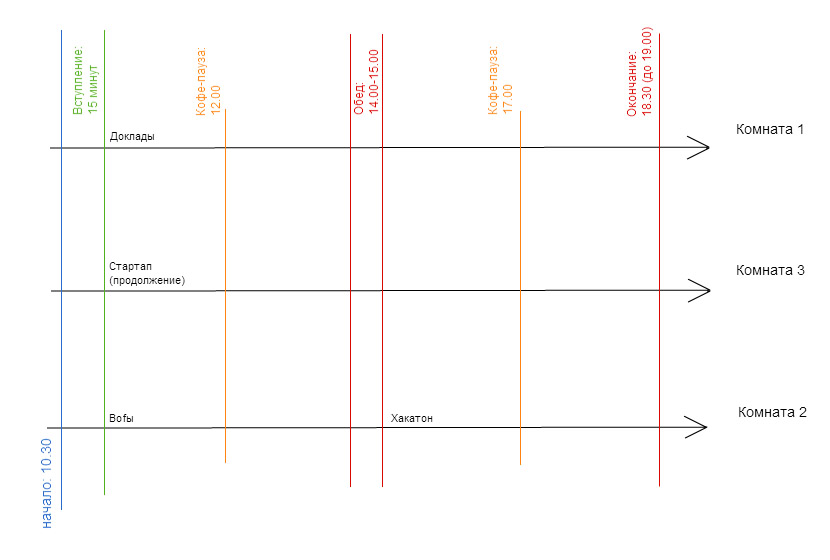 Вступление:
15 минут
Кофе-пауза:
12.00
Обед:
14.00-15.00
Кофе-пауза:
17.00
Окончание:
18.30 (до 19.00)
Комната 1
Доклады
Комната 3
Стартап
(продолжение)
Комната 2
Bofы
Хакатон
начало: 10.30